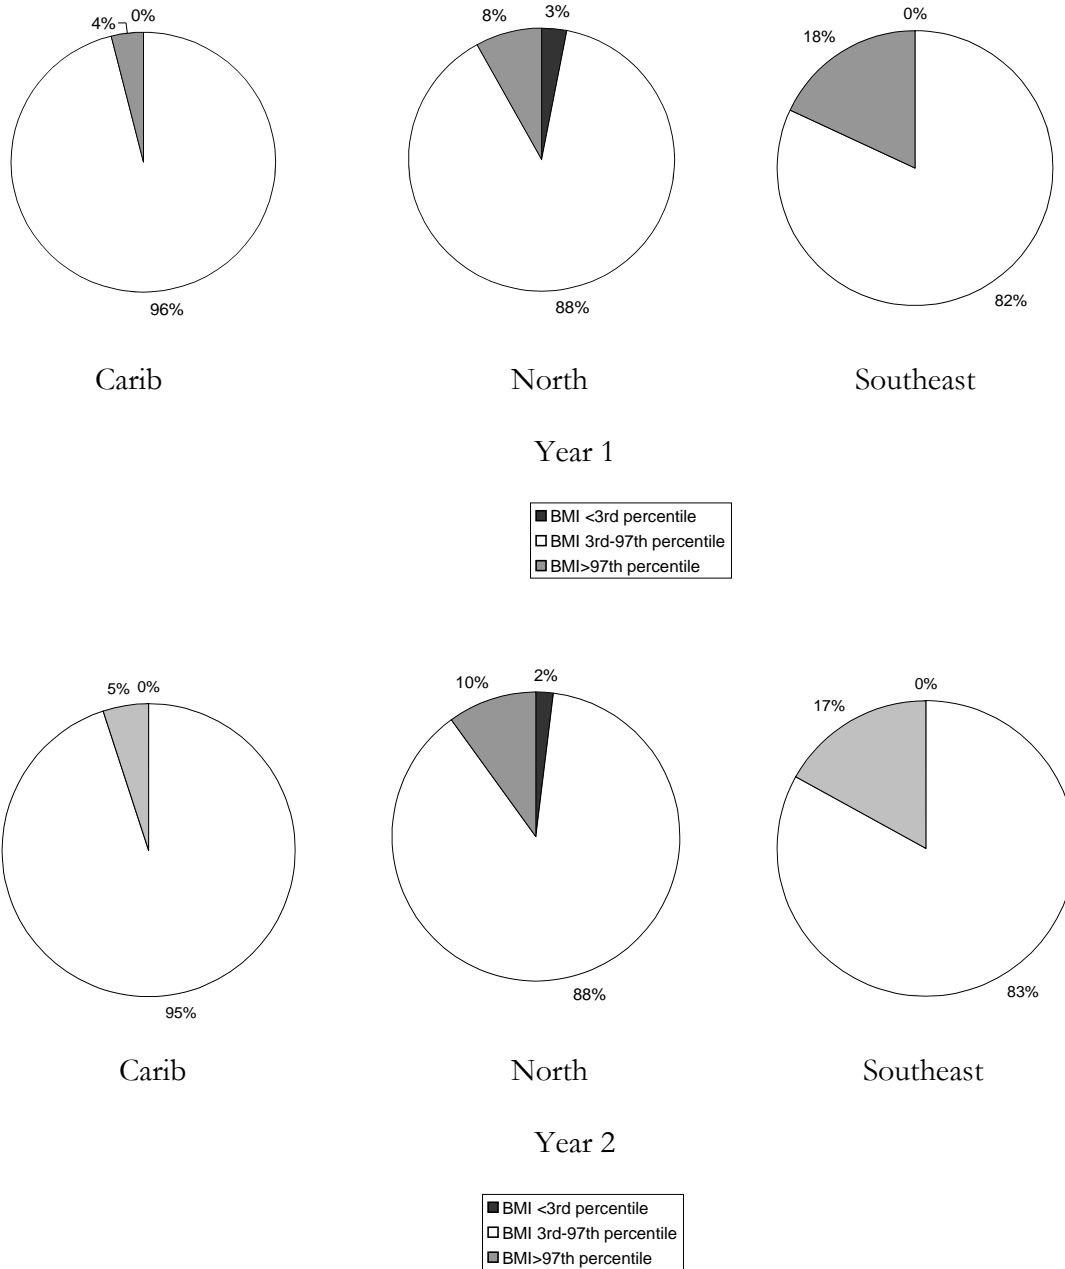 4% 0%
96%
Carib
8% 3%
88%
North
0%
18%
82%
Southeast
Year 1
BMI <3rd percentile
BMI 3rd-97th percentile
BMI>97th percentile
5% 0%
95%
Carib
10% 2%
88%
North
0%
17%
83%
Southeast
Year 2
BMI <3rd percentile
BMI 3rd-97th percentile
BMI>97th percentile